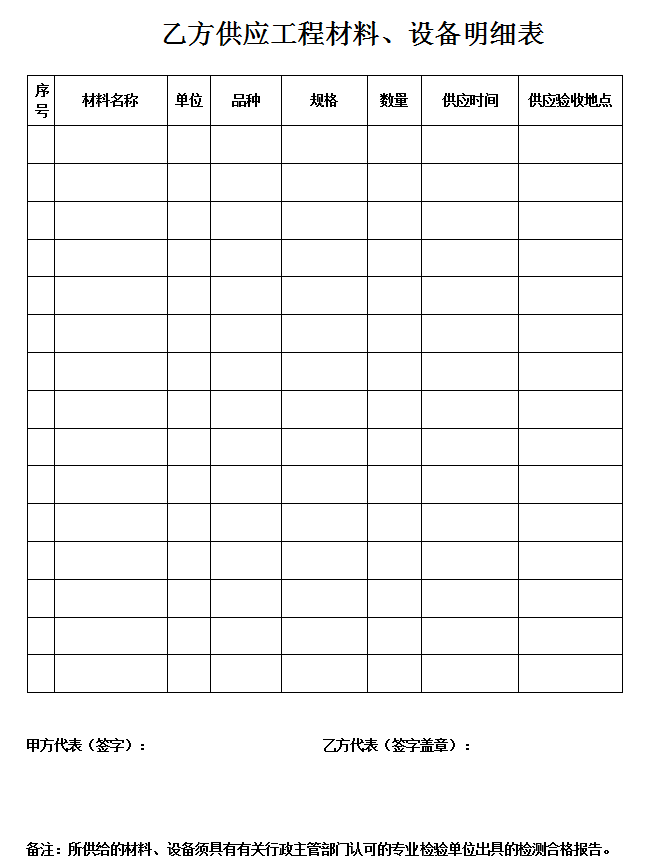 乙方供应工程材料、设备明细表
序号 材料名称 单位 品种 规格 数量 供应时间 供应验收地点
甲方代表（签字）： 乙方代表（签字盖章）：
备注：所供给的材料、设备须具有有关行政主管部门认可的专业检验单位出具的检测合格报告。